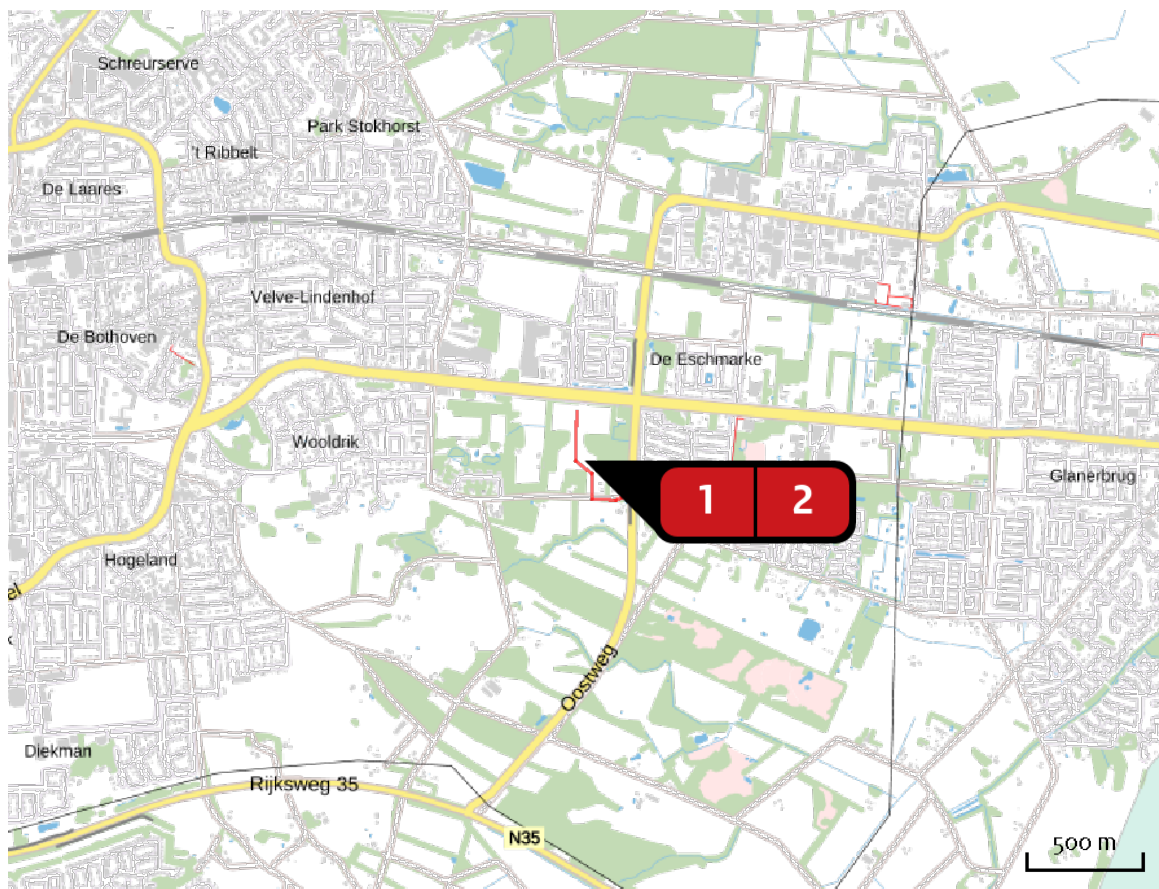 Schreurserve
Park Stokhorst
't Ribbelt
De Laares
Velve-Lindenhof
De Bothoven
De Eschmarke
Wooldrik
Glanerbrug
1 2
Hogeland
el
Oostweg
Diekman
Rijksweg 35
N35
500 m